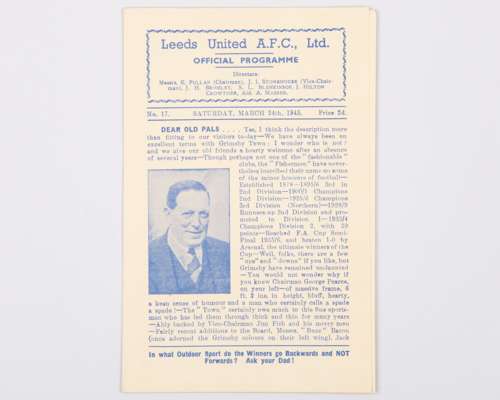 Leeds United A.F.C., Ltd.
OFFICIAL PROGRAMME
Directors:
Messrs. E. PULLAN (Chairman), J. I. STONEHOUSE (Vice-Chair-
man), J. H. BROMLEY, S. L. BLENKINSOP, J. HILTON
CROWTHER, Ald. A. MASSER.
No. 17. SATURDAY, MARCH 24th, 1945. Price 2d.
DEAR OLD PALS . . . . Yes, I think the description more
than fitting to our visitors to-day—We have always been on
excellent terms with Grimsby Town: I wonder who is not?
and we give our old friends a hearty welcome after an absence
of several years—Though perhaps not one of the "fashionable"
clubs, the "Fishermen" have never-
theless inscribed their name on some
of the minor honours of football—
Established 1878—1895/6 3rd in
2nd Division—1900/1 Champions
2nd Division—1925/6 Champions
3rd Division (Northern)—1928/9
Runners-up 2nd Division and pro-
moted to Division 1—1933/4
Champions Division 2, with 59
points—Reached F.A. Cup Semi-
Final 1935/6, and beaten 1-0 by
Arsenal, the ultimate winners of the
Cup—Well, folks, there are a few
"ups" and "downs" if you like, but
Grimsby have remained undaunted
—You would not wonder why if
you knew Chairman George Pearce,
on your left—of massive frame, 6
ft. 3 ins in height, bluff, hearty,
a keen sense of humour and a man who certainly calls a spade
a spade!—The "Town," certainly owes much to this fine sports-
man who has led them through thick and thin for many years
—Ably backed by Vice-Chairman Jim Fith and his merry men
—Fairly recent additions to the Board, Messrs. "Bunc" Bacon
(once adorned the Grimsby colours on their left wing), Jack
In what Outdoor Sport do the Winners go Backwards and NOT
Forwards? Ask your Dad!